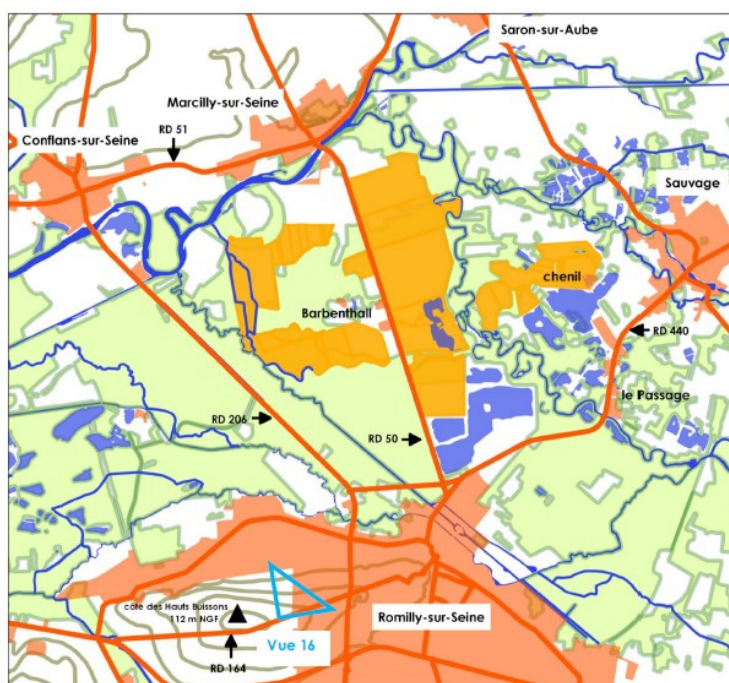 Saron-sur-Aube
Marcilly-sur-Seine
RD 51
Conflans-sur-Seine
Sauvage
chenil
Barbenthall
RD 440
le Passage
RD 206
RD 50
côte des Hauts Buissons
112 m NGF
Romilly-sur-Seine
Vue 16
RD 164